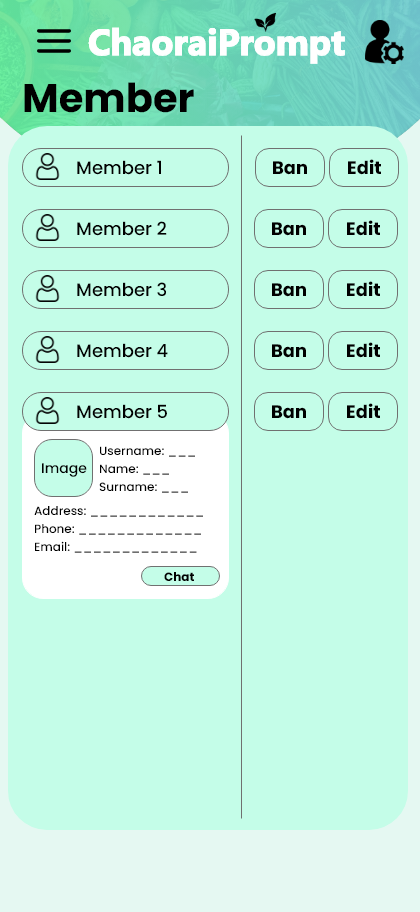 ChaoraiPrompt
Member
Member 1 Ban Edit
Member 2 Ban Edit
Member 3 Ban Edit
Member 4 Ban Edit
Member 5 Ban Edit
Image
Username: _ _ _
Name: _ _ _
Surname: _ _ _
Address: _ _ _ _ _ _ _ _ _ _ _ _
Phone: _ _ _ _ _ _ _ _ _ _ _ _ _
Email: _ _ _ _ _ _ _ _ _ _ _ _ _
Chat